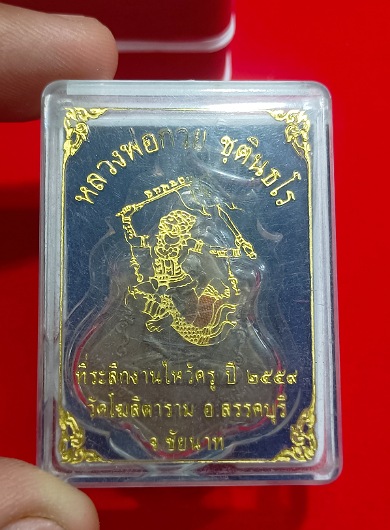 หลวงพ่อกวย ชุตินฺธโร
ที่ระลึกงานไหว้ครู ปี ๒๕๕๙
วัดโฆสิตาราม อ.สรรคบุรี
จ.ชัยนาท